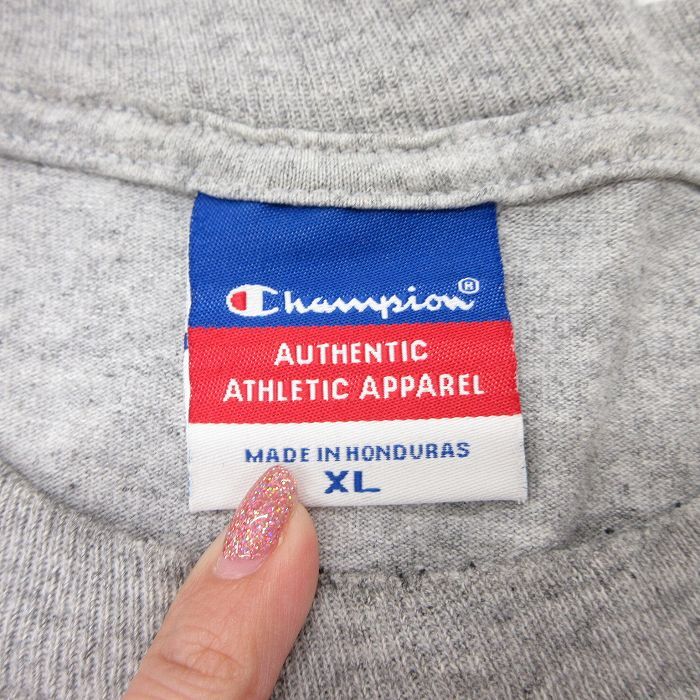 Champion®
AUTHENTIC
ATHLETIC APPAREL
MADE IN HONDURAS
XL